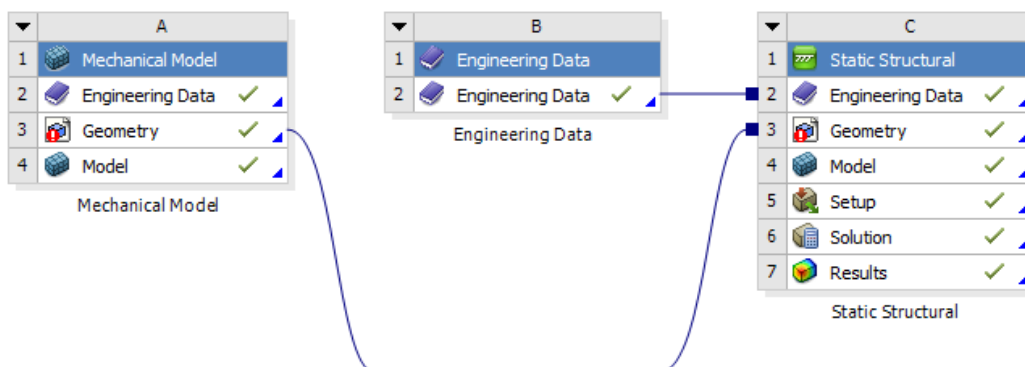 A
1 Mechanical Model
2 Engineering Data
3 Geometry
4 Model
Mechanical Model
B
1 Engineering Data
2 Engineering Data
Engineering Data
C
1 Static Structural
2 Engineering Data
3 Geometry
4 Model
5 Setup
6 Solution
7 Results
Static Structural